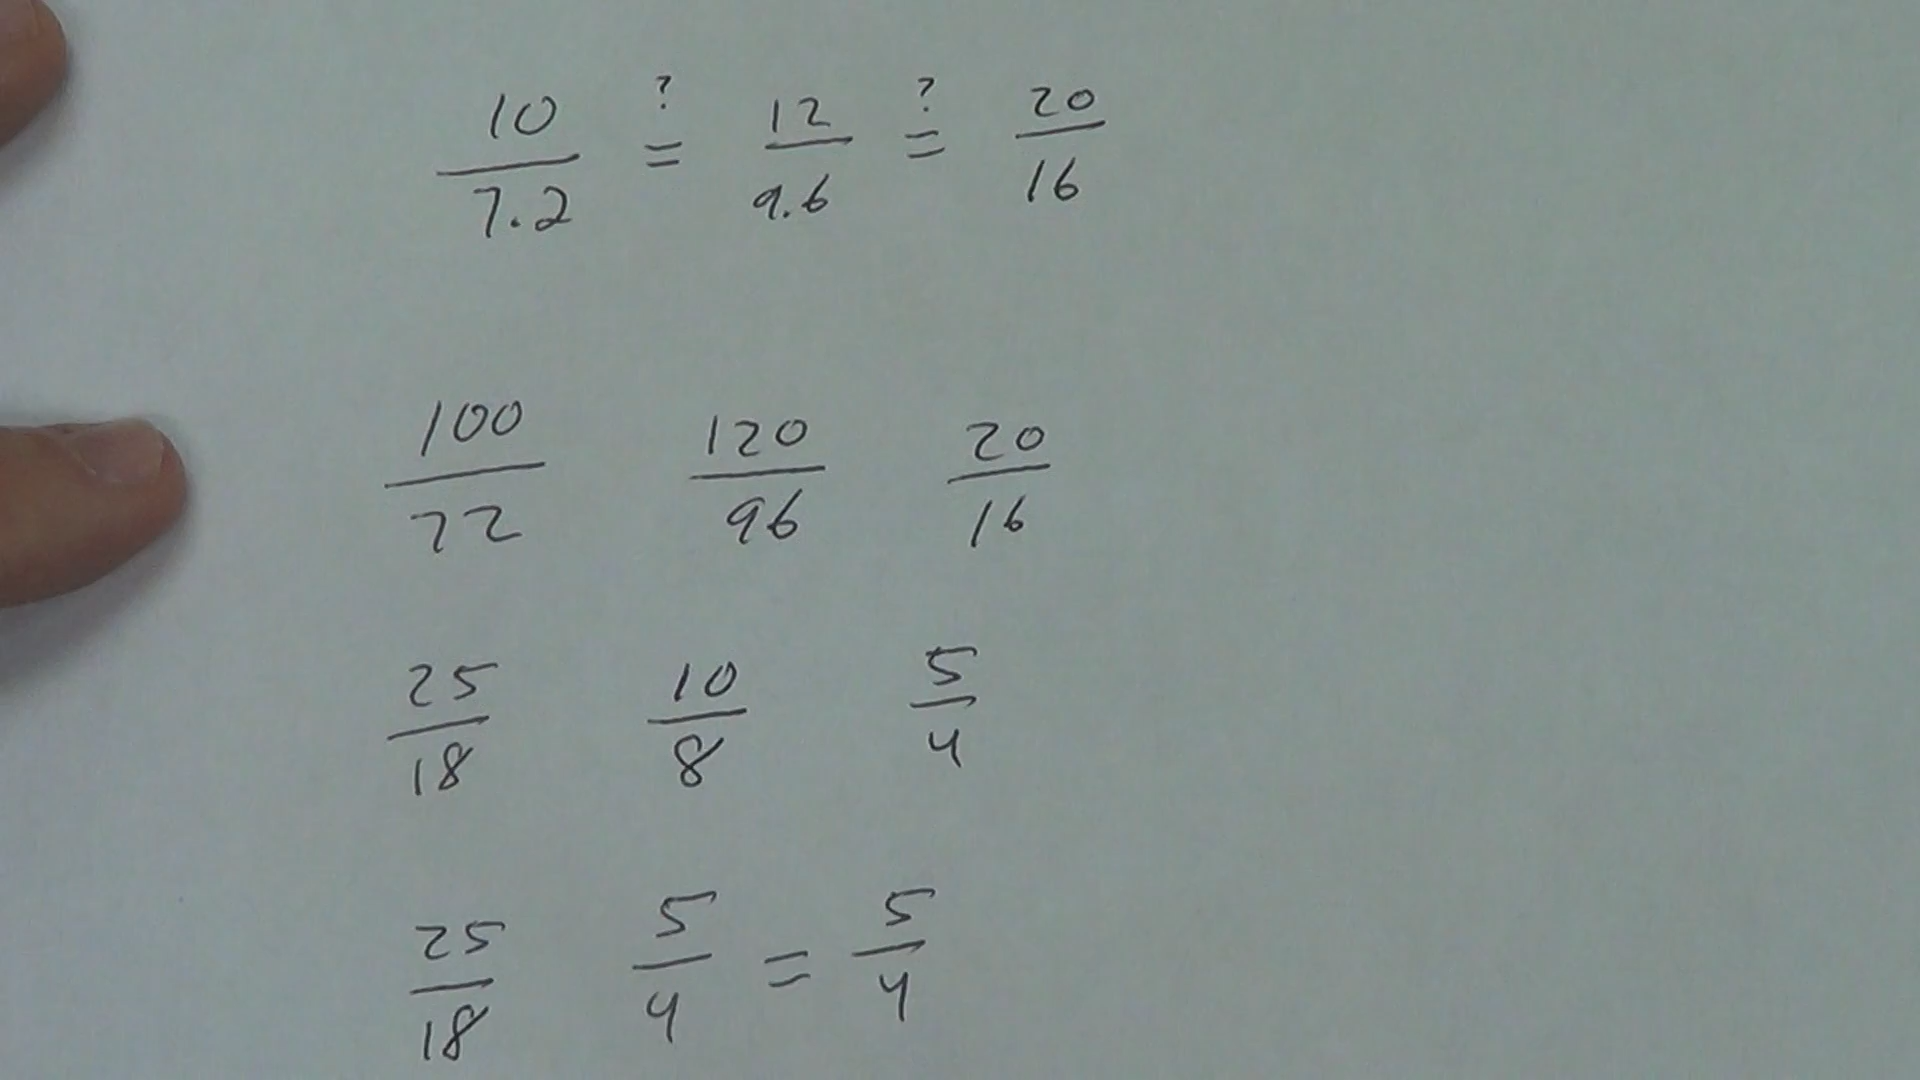 10/7.2 ?= 12/9.6 ?= 20/16
100/72 120/96 20/16
25/18 10/8 5/4
25/18 5/4 = 5/4